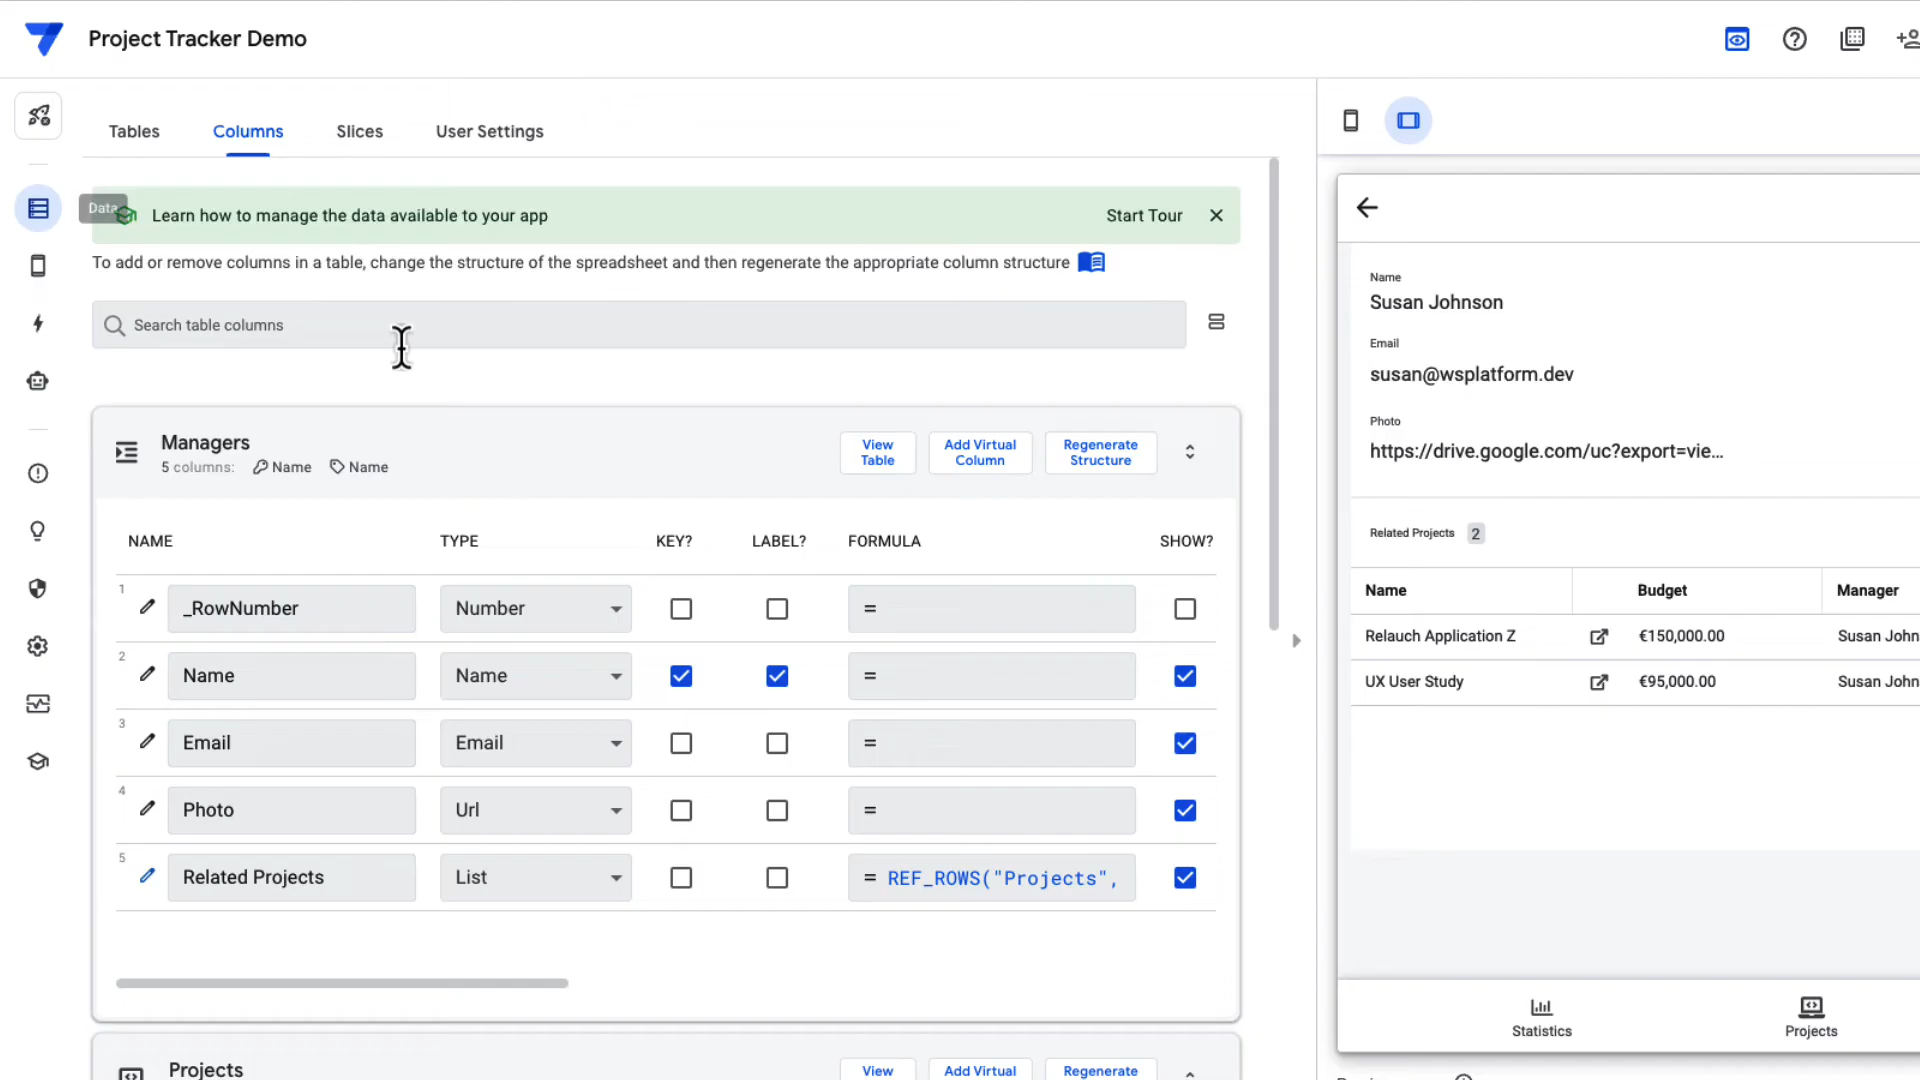 Project Tracker Demo
Tables
Columns
Slices
User Settings
Data
Learn how to manage the data available to your app
Start Tour
To add or remove columns in a table, change the structure of the spreadsheet and then regenerate the appropriate column structure
Search table columns
Managers
5 columns: Name Name
View
Table
Add Virtual
Column
Regenerate
Structure
NAME TYPE KEY? LABEL? FORMULA SHOW?
1 _RowNumber Number =
2 Name Name =
3 Email Email =
4 Photo Url =
5 Related Projects List = REF_ROWS("Projects",
Projects
View
Add Virtual
Regenerate
Name
Susan Johnson
Email
susan@wsplatform.dev
Photo
https://drive.google.com/uc?export=vie...
Related Projects 2
Name Budget Manager
Relauch Application Z €150,000.00 Susan John
UX User Study €95,000.00 Susan John
Statistics
Projects